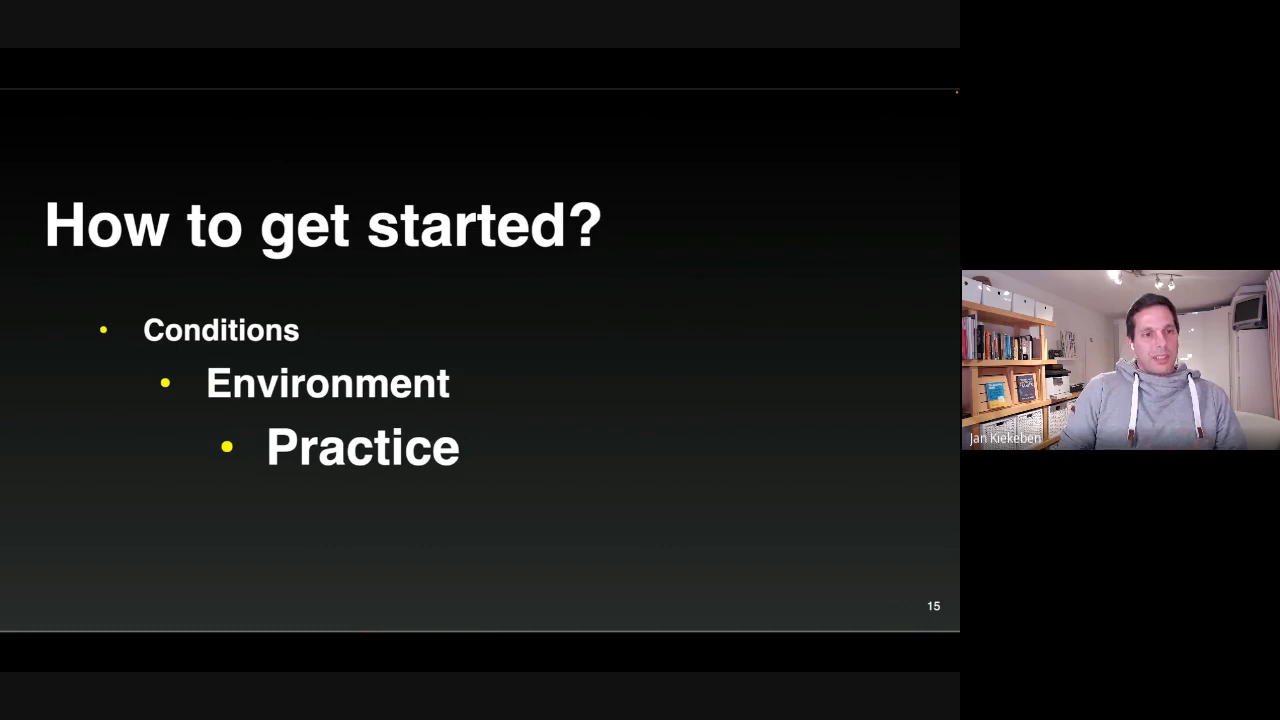 How to get started?
Conditions
Environment
Practice
15
Jan Kiekeben